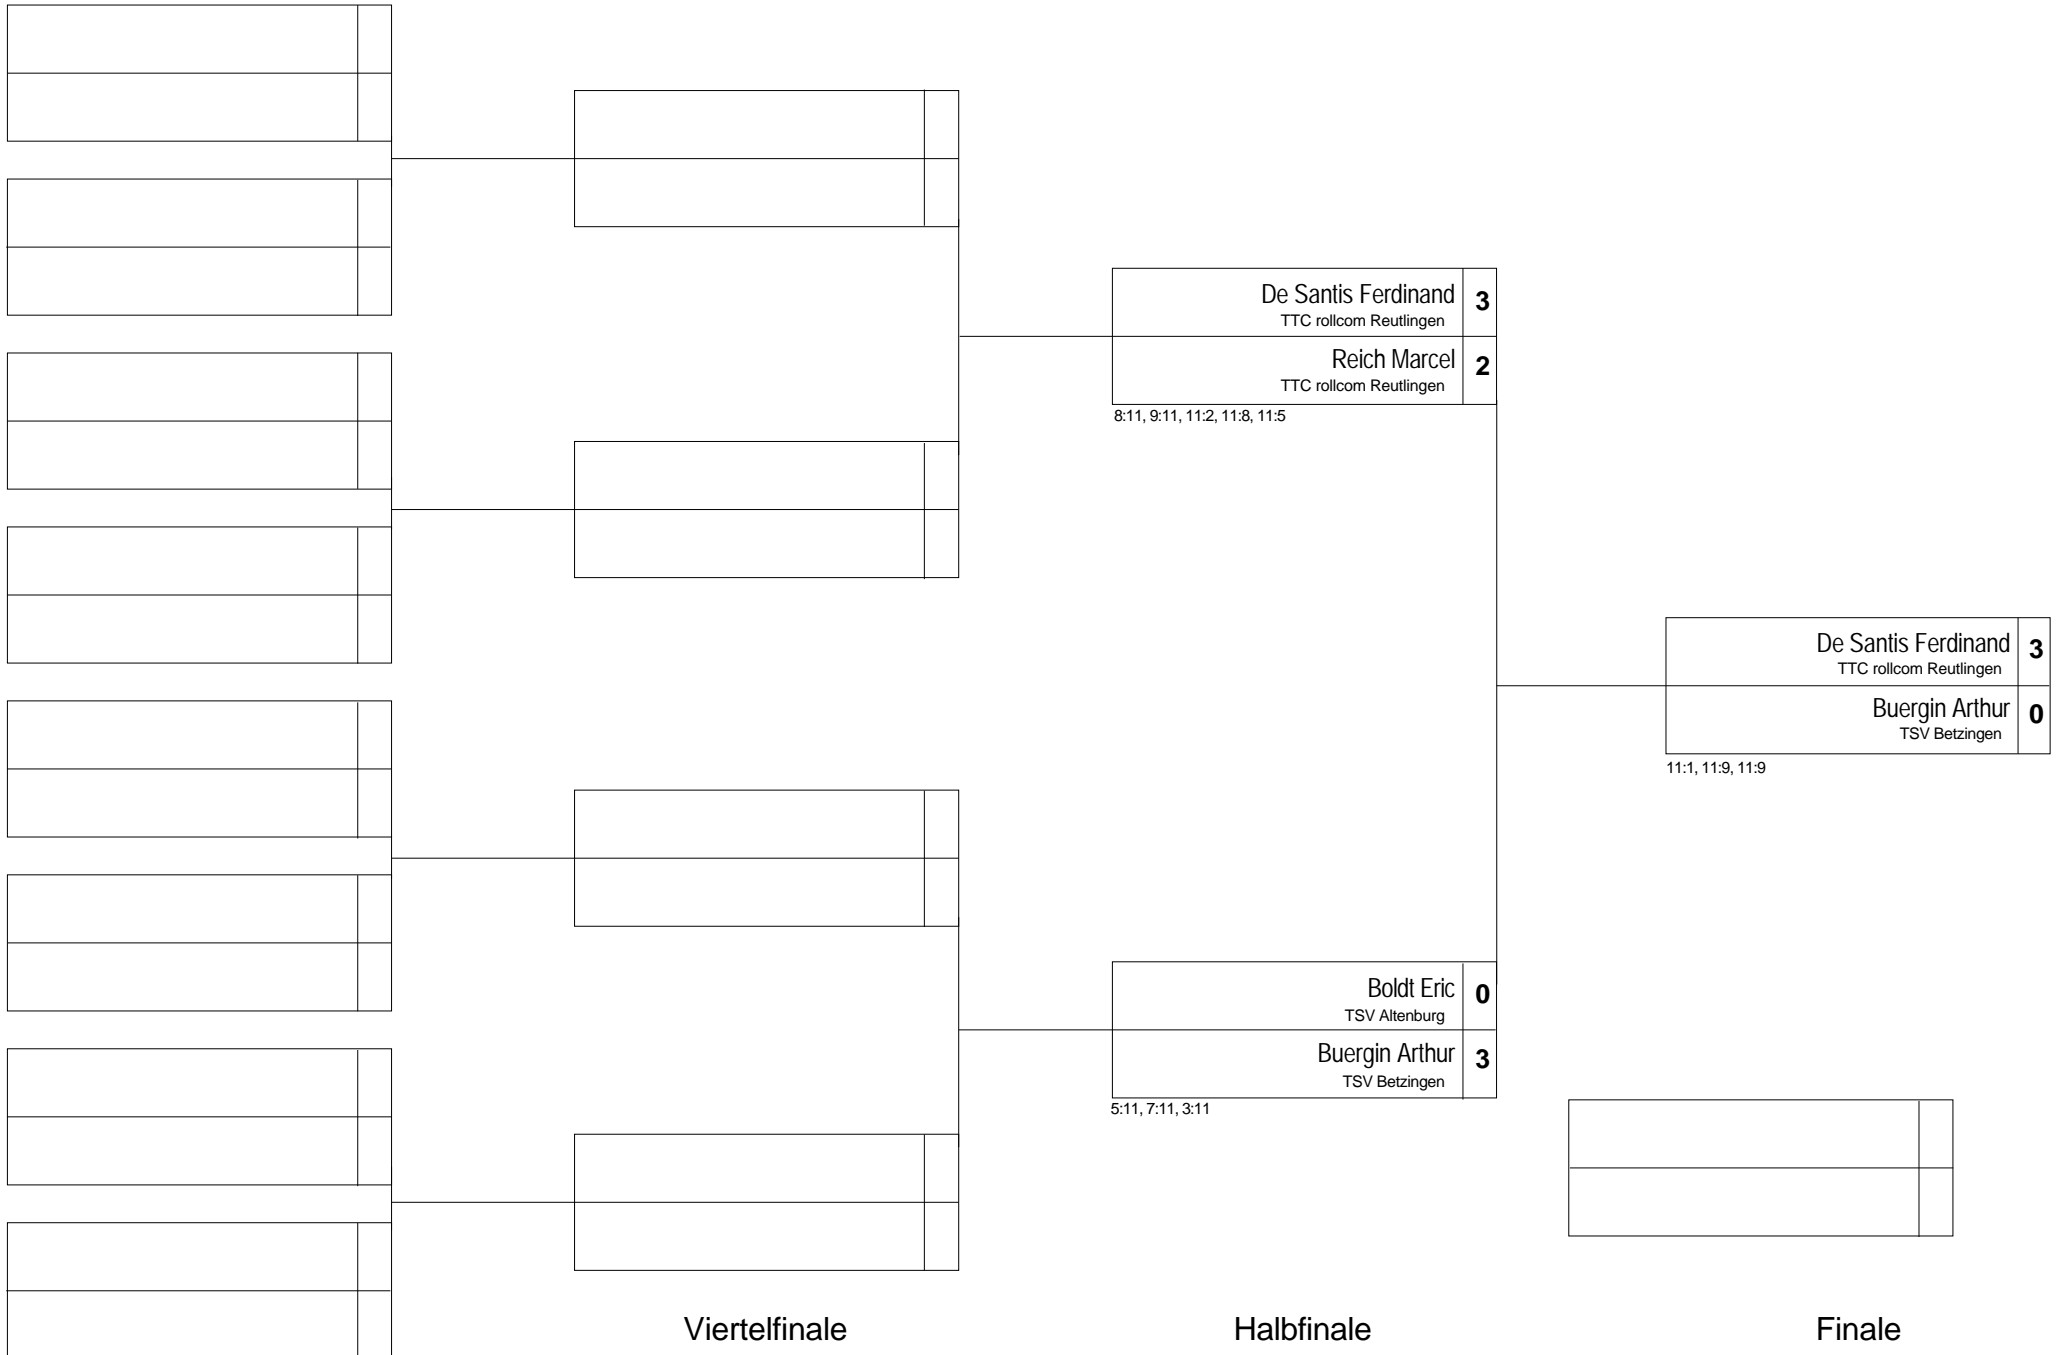 De Santis Ferdinand 3
TTC rollcom Reutlingen
Reich Marcel 2
TTC rollcom Reutlingen
8:11, 9:11, 11:2, 11:8, 11:5
De Santis Ferdinand 3
TTC rollcom Reutlingen
Buergin Arthur 0
TSV Betzingen
11:1, 11:9, 11:9
Boldt Eric 0
TSV Altenburg
Buergin Arthur 3
TSV Betzingen
5:11, 7:11, 3:11
Viertelfinale Halbfinale Finale